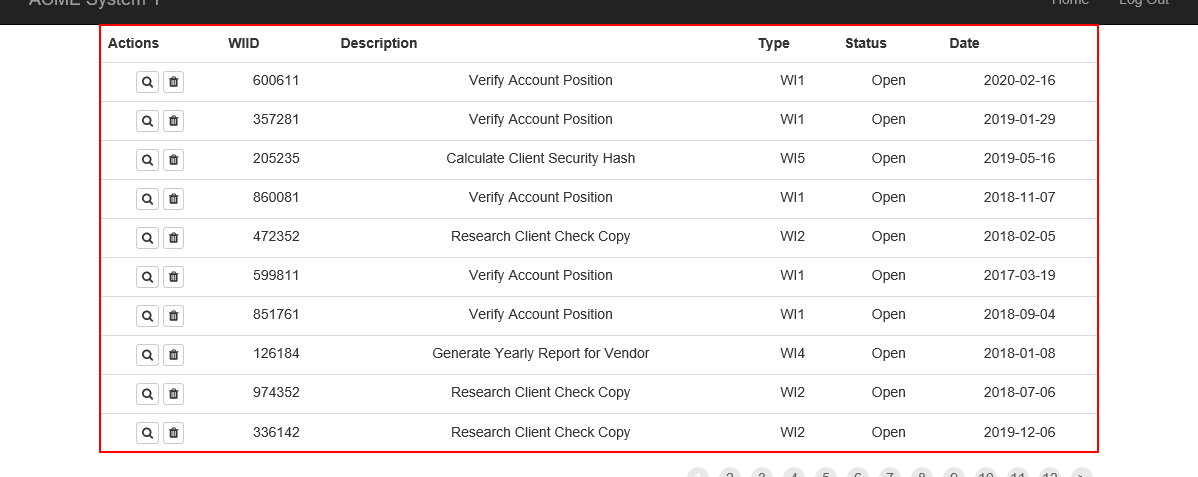 ACME System 1 Home Log Out
Actions WIID Description Type Status Date
600611 Verify Account Position WI1 Open 2020-02-16
357281 Verify Account Position WI1 Open 2019-01-29
205235 Calculate Client Security Hash WI5 Open 2019-05-16
860081 Verify Account Position WI1 Open 2018-11-07
472352 Research Client Check Copy WI2 Open 2018-02-05
599811 Verify Account Position WI1 Open 2017-03-19
851761 Verify Account Position WI1 Open 2018-09-04
126184 Generate Yearly Report for Vendor WI4 Open 2018-01-08
974352 Research Client Check Copy WI2 Open 2018-07-06
336142 Research Client Check Copy WI2 Open 2019-12-06
1 2 3 4 5 6 7 8 9 10 11 12 >